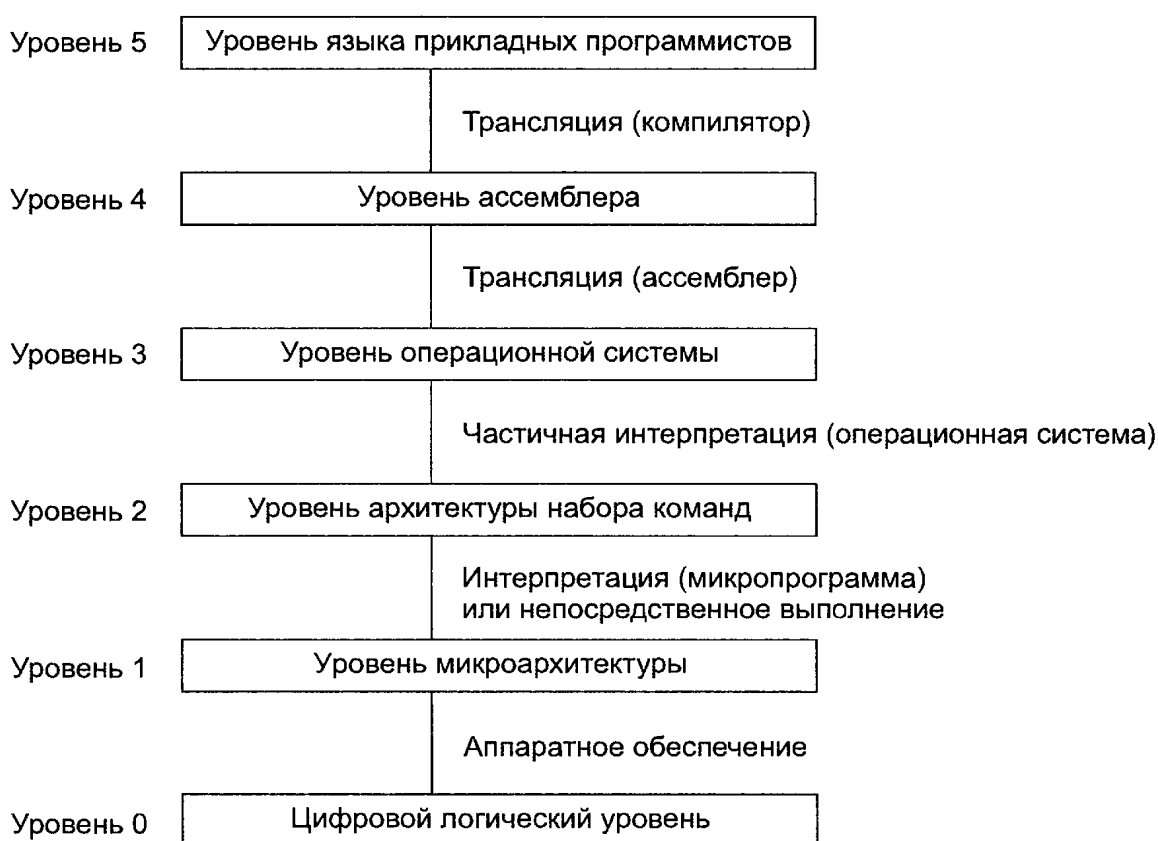 Уровень 5 Уровень языка прикладных программистов
Трансляция (компилятор)
Уровень 4 Уровень ассемблера
Трансляция (ассемблер)
Уровень 3 Уровень операционной системы
Частичная интерпретация (операционная система)
Уровень 2 Уровень архитектуры набора команд
Интерпретация (микропрограмма)
или непосредственное выполнение
Уровень 1 Уровень микроархитектуры
Аппаратное обеспечение
Уровень 0 Цифровой логический уровень